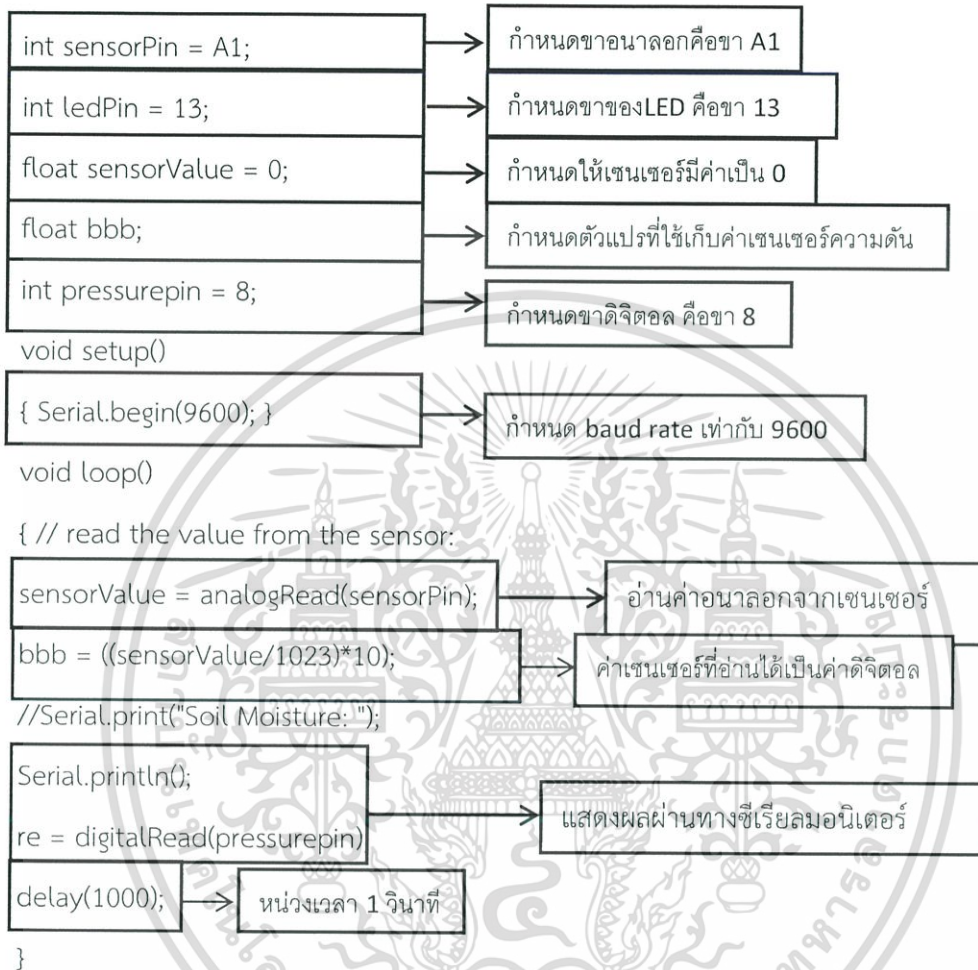 int sensorPin = A1; กำหนดขาอนาลอกคือขา A1
int ledPin = 13; กำหนดขาของLED คือขา 13
float sensorValue = 0; กำหนดให้เซนเซอร์มีค่าเป็น 0
float bbb; กำหนดตัวแปรที่ใช้เก็บค่าเซนเซอร์ความดัน
int pressurepin = 8; กำหนดขาดิจิตอล คือขา 8
void setup()
{ Serial.begin(9600); } กำหนด baud rate เท่ากับ 9600
void loop()
{ // read the value from the sensor:
sensorValue = analogRead(sensorPin); อ่านค่าอนาลอกจากเซนเซอร์
bbb = ((sensorValue/1023)*10); ค่าเซนเซอร์ที่อ่านได้เป็นค่าดิจิตอล
//Serial.print("Soil Moisture: ");
Serial.println();
re = digitalRead(pressurepin) แสดงผลผ่านทางซีเรียลมอนิเตอร์
delay(1000); หน่วงเวลา 1 วินาที
}